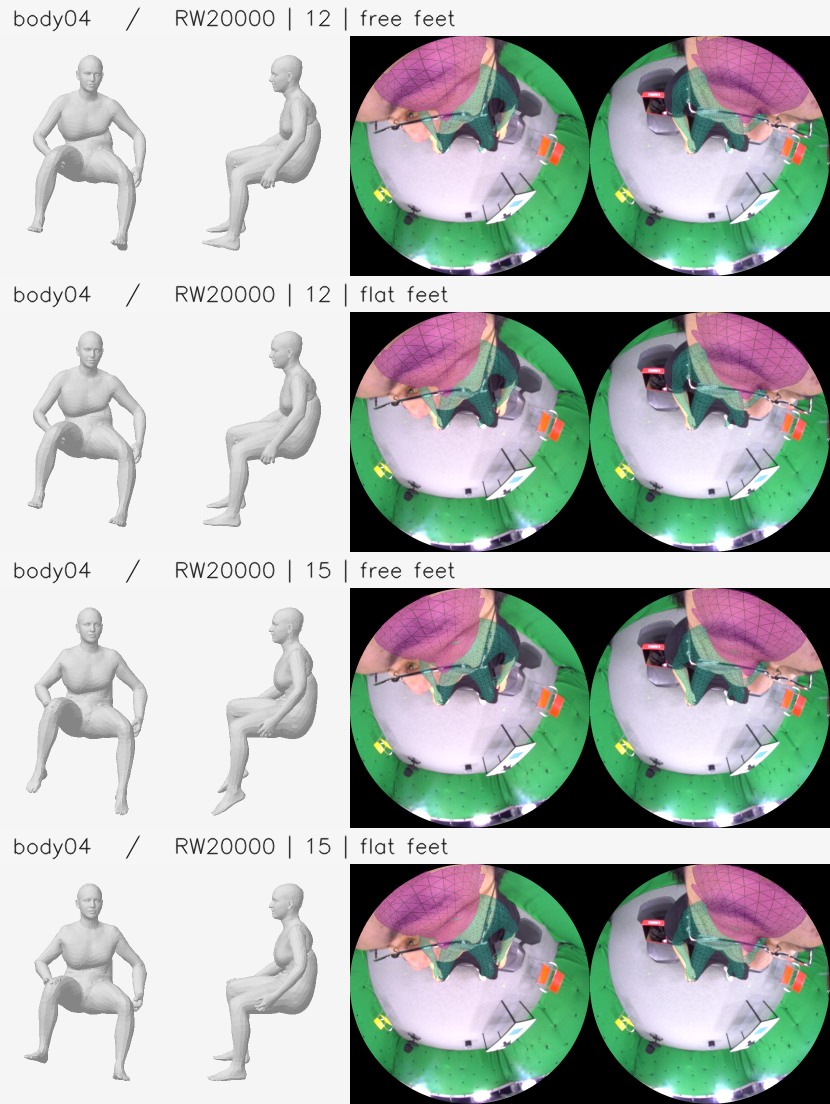 body04 / RW20000 | 12 | free feet
body04 / RW20000 | 12 | flat feet
body04 / RW20000 | 15 | free feet
body04 / RW20000 | 15 | flat feet